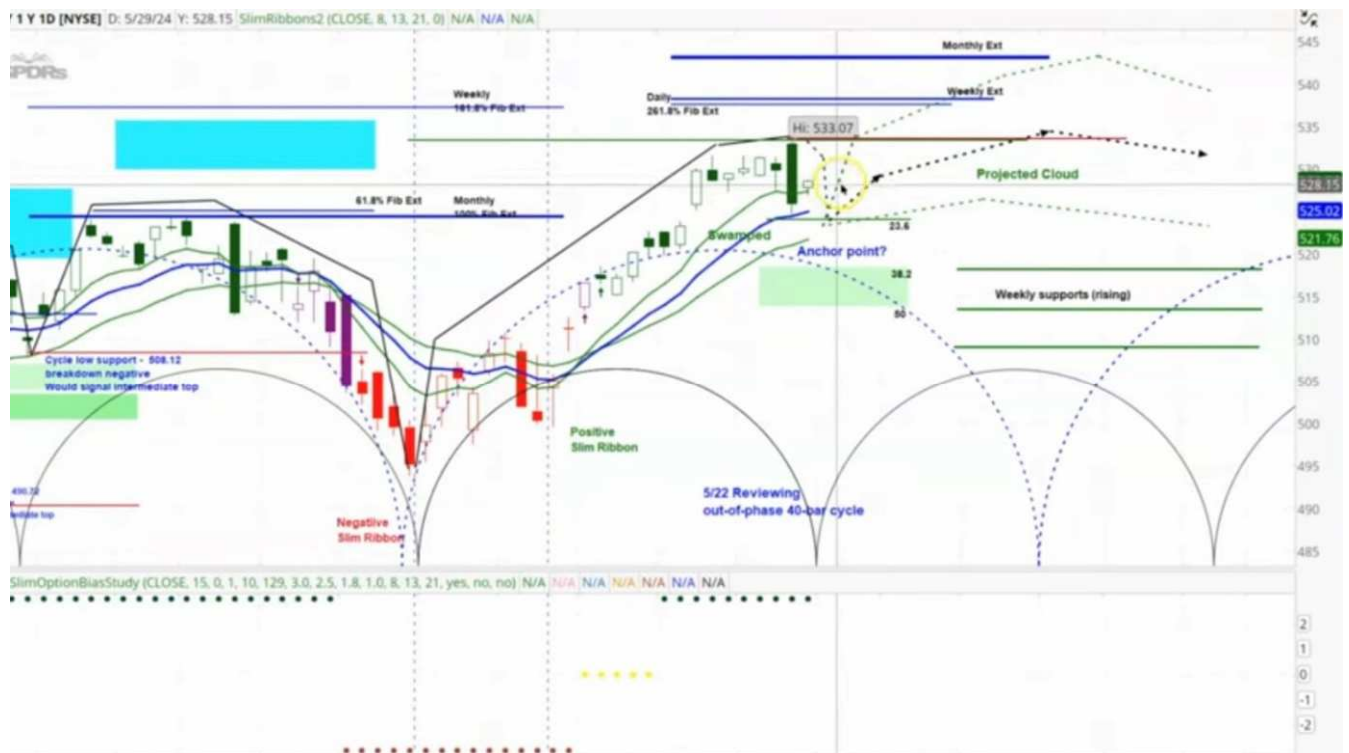 1 Y 1D [NYSE] D: 5/29/24 Y: 528.15 SlimRibbons2 (CLOSE, 8, 13, 21, 0) N/A N/A N/A
SPDRs
Monthly Ext
Weekly
161.8% Fib Ext
Daily
261.8% Fib Ext
Weekly Ext
Hi: 533.07
61.8% Fib Ext
Monthly
100% Fib Ext
Projected Cloud
23.6
Swamped
Anchor point?
38.2
50
Weekly supports (rising)
Cycle low support - 508.12
breakdown negative
Would signal intermediate top
Positive
Slim Ribbon
Negative
Slim Ribbon
5/22 Reviewing
out-of-phase 40-bar cycle
mediate top
545
540
535
530
528.15
525.02
521.76
520
515
510
505
500
495
490
485
SlimOptionBiasStudy (CLOSE, 15, 0, 1, 10, 129, 3.0, 2.5, 1.8, 1.0, 8, 13, 21, yes, no, no) N/A N/A N/A N/A N/A N/A N/A
2
1
0
-1
-2